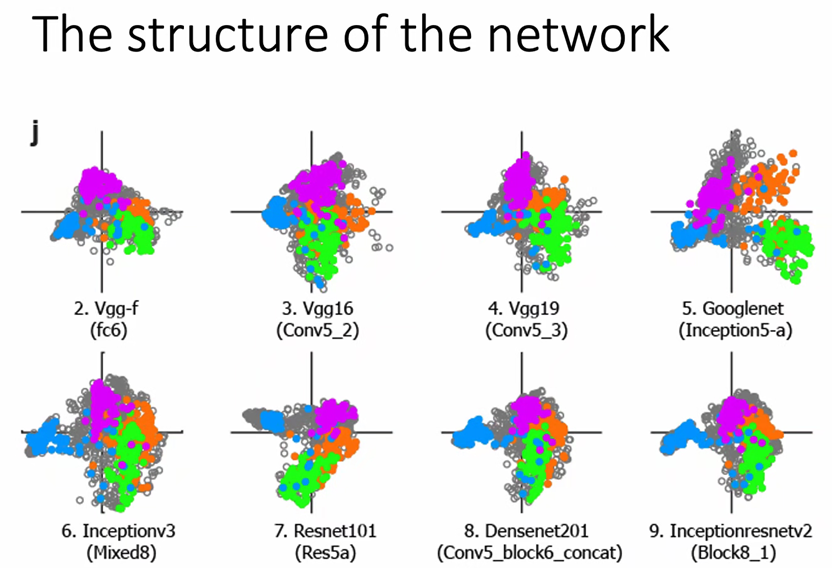 The structure of the network
j
2. Vgg-f
(fc6)
3. Vgg16
(Conv5_2)
4. Vgg19
(Conv5_3)
5. Googlenet
(Inception5-a)
6. Inceptionv3
(Mixed8)
7. Resnet101
(Res5a)
8. Densenet201
(Conv5_block6_concat)
9. Inceptionresnetv2
(Block8_1)